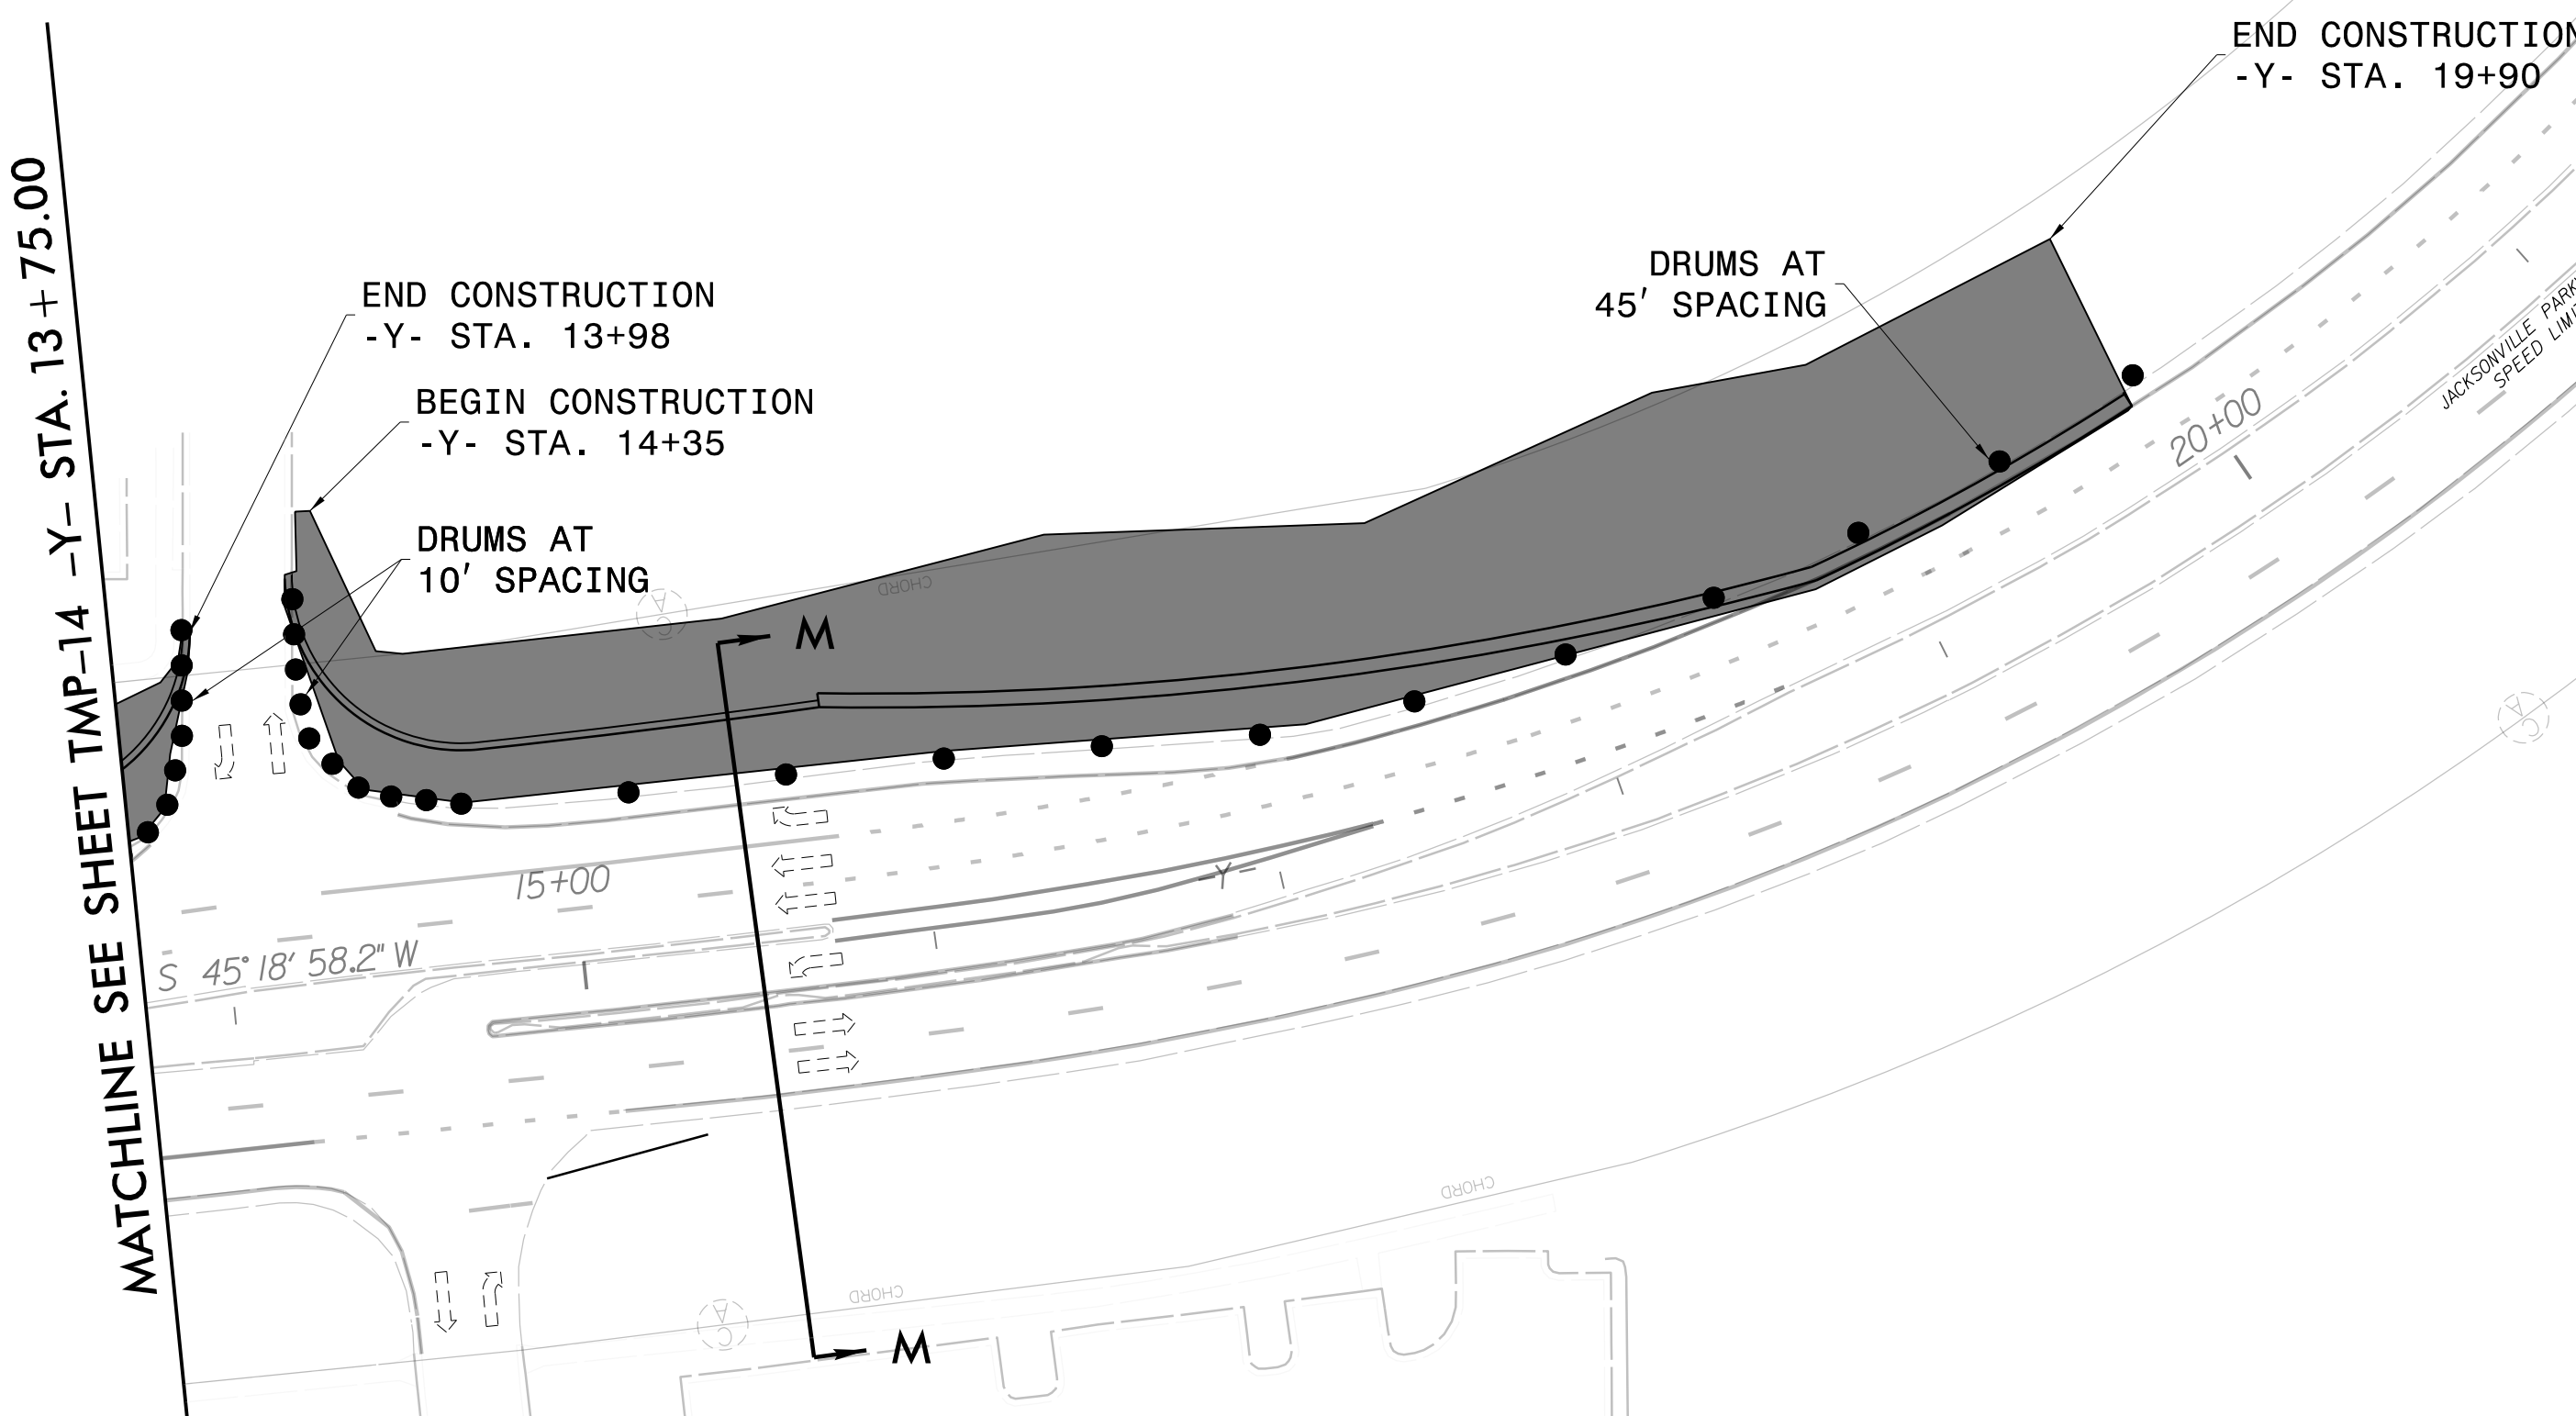 END CONSTRUCTION
-Y- STA. 19+90
MATCHLINE SEE SHEET TMP-14 -Y- STA. 13+75.00
DRUMS AT
45' SPACING
END CONSTRUCTION
-Y- STA. 13+98
BEGIN CONSTRUCTION
-Y- STA. 14+35
DRUMS AT
10' SPACING
JACKSONVILLE
SPEED
20+00
CHORD
A
C
M
A
C
15+00
-Y-
S 45° 18' 58.2" W
CHORD
CHORD
A
C
M